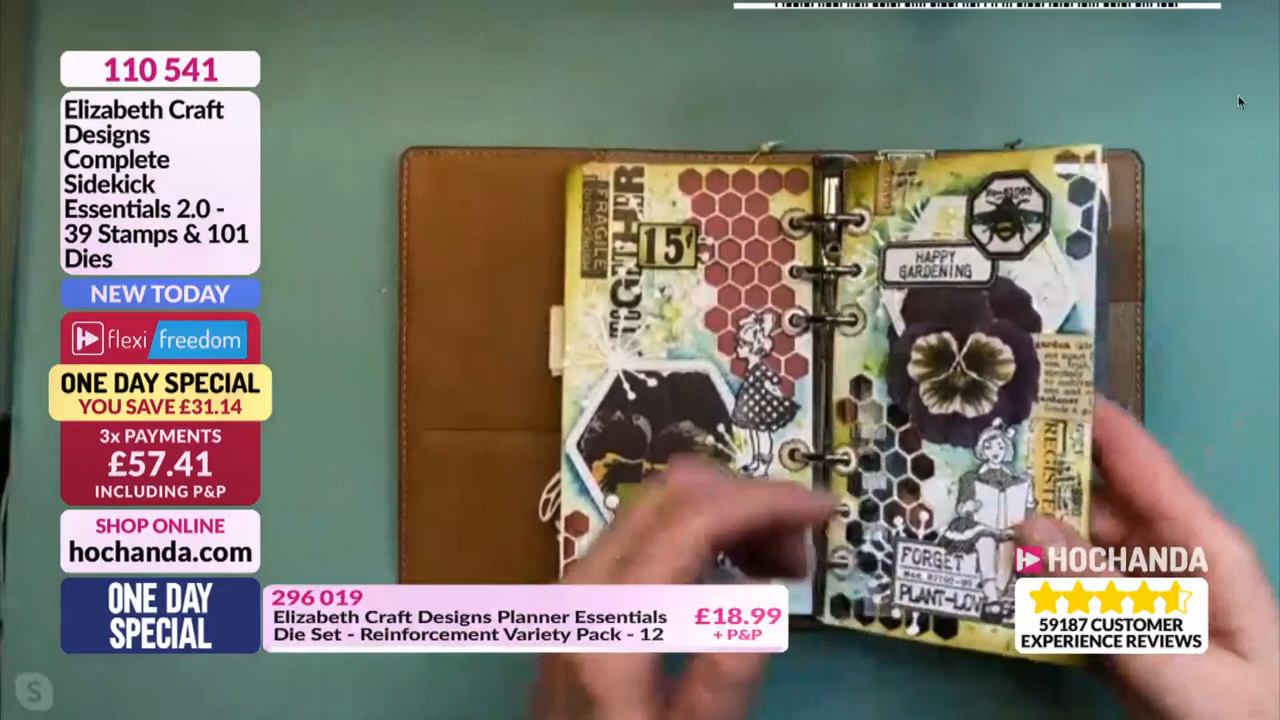 110 541
Elizabeth Craft
Designs
Complete
Sidekick
Essentials 2.0 -
39 Stamps & 101
Dies
NEW TODAY
flexi freedom
ONE DAY SPECIAL
YOU SAVE £31.14
3x PAYMENTS
£57.41
INCLUDING P&P
SHOP ONLINE
hochanda.com
ONE DAY
SPECIAL
296 019
Elizabeth Craft Designs Planner Essentials
Die Set - Reinforcement Variety Pack - 12
£18.99
+ P&P
FRAGILE
TOGETHER
15
HAPPY
GARDENING
FORGET
PLANT-LOV
HOCHANDA
59187 CUSTOMER
EXPERIENCE REVIEWS
S